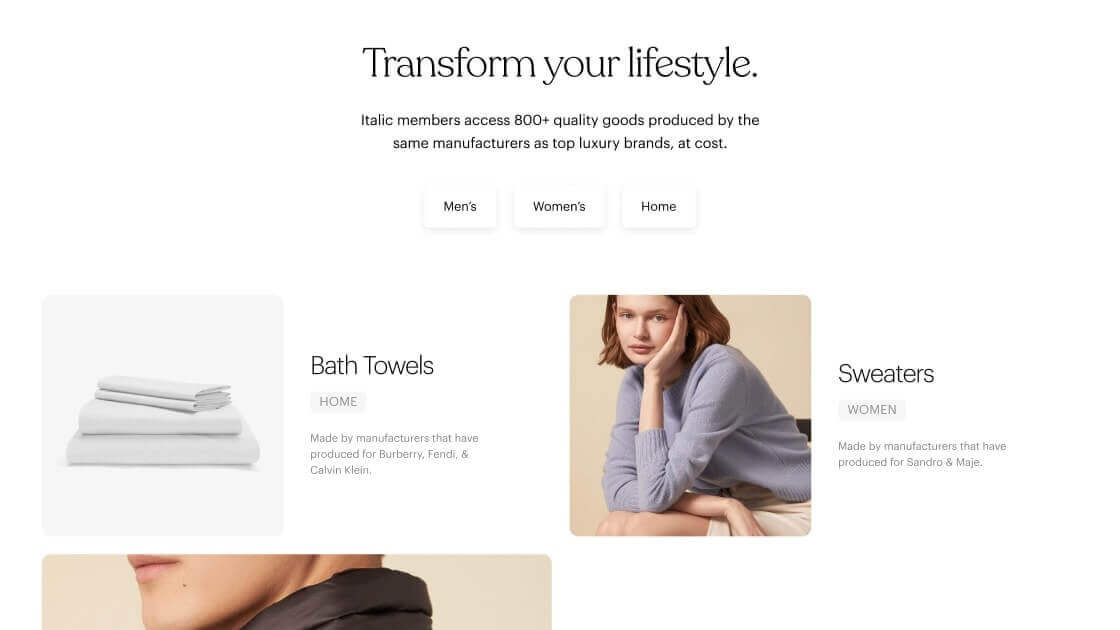 Transform your lifestyle.
Italic members access 800+ quality goods produced by the
same manufacturers as top luxury brands, at cost.
Men's
Women's
Home
Bath Towels
HOME
Made by manufacturers that have
produced for Burberry, Fendi, &
Calvin Klein.
Sweaters
WOMEN
Made by manufacturers that have
produced for Sandro & Maje.